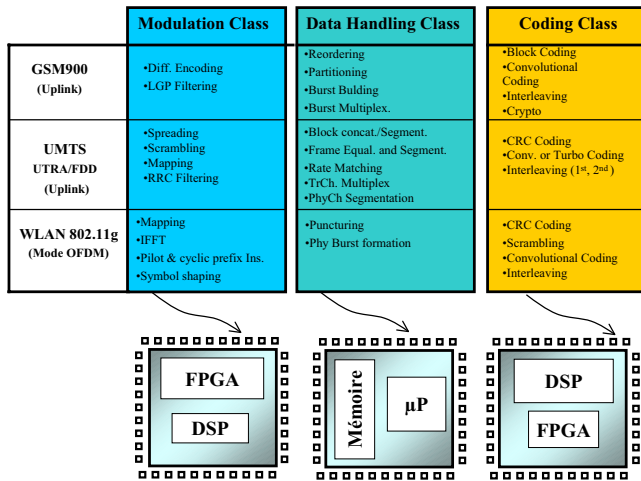 Modulation Class
Data Handling Class
Coding Class
GSM900
(Uplink)
•Diff. Encoding
•LGP Filtering
•Reordering
•Partitioning
•Burst Bulding
•Burst Multiplex.
•Block Coding
•Convolutional
Coding
•Interleaving
•Crypto
UMTS
UTRA/FDD
(Uplink)
•Spreading
•Scrambling
•Mapping
•RRC Filtering
•Block concat./Segment.
•Frame Equal. and Segment.
•Rate Matching
•TrCh. Multiplex
•PhyCh Segmentation
•CRC Coding
•Conv. or Turbo Coding
•Interleaving (1st, 2nd )
WLAN 802.11g
(Mode OFDM)
•Mapping
•IFFT
•Pilot & cyclic prefix Ins.
•Symbol shaping
•Puncturing
•Phy Burst formation
•CRC Coding
•Scrambling
•Convolutional Coding
•Interleaving
FPGA
DSP
Mémoire
µP
DSP
FPGA